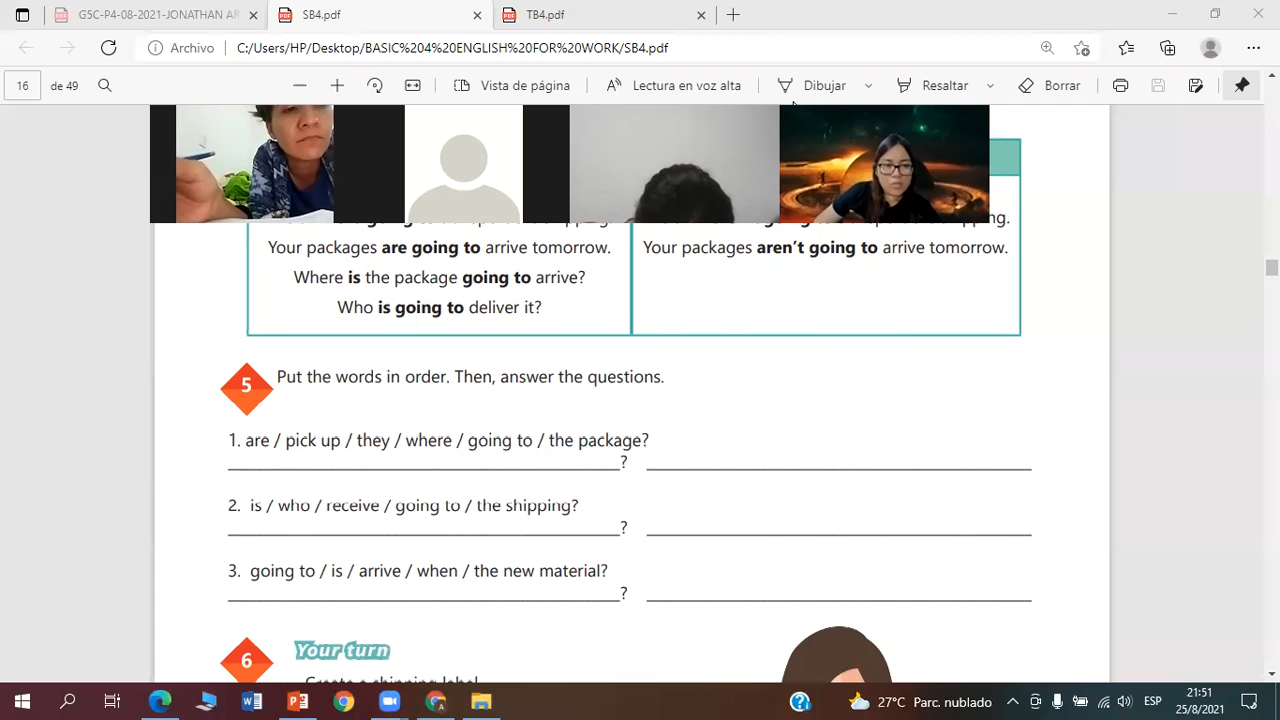 G5C-P4-08-2021-JONATHAN
SB4.pdf
TB4.pdf
Archivo
C:/Users/HP/Desktop/BASIC%204%20ENGLISH%20FOR%20WORK/SB4.pdf
16
de 49
Vista de página
Lectura en voz alta
Dibujar
Resaltar
Borrar
Your packages are going to arrive tomorrow.
Your packages aren't going to arrive tomorrow.
Where is the package going to arrive?
Who is going to deliver it?
5
Put the words in order. Then, answer the questions.
1. are / pick up / they / where / going to / the package?
?
2. is / who / receive / going to / the shipping?
?
3. going to / is / arrive / when / the new material?
?
6
Your turn
Create a shipping label
27°C Parc. nublado
ESP
21:51
25/8/2021